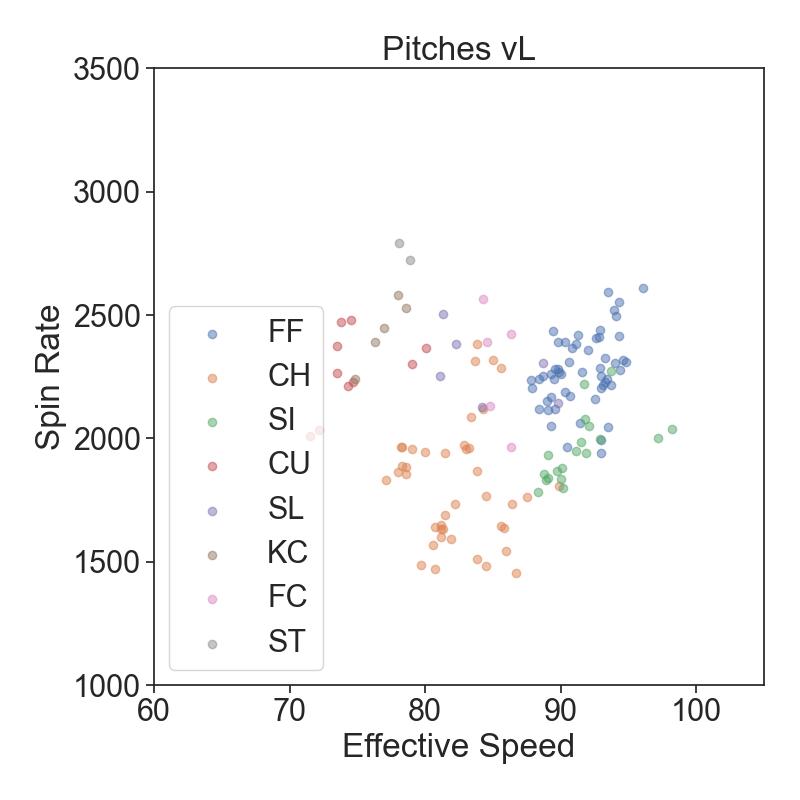 Pitches vL
3500
3000
2500
2000
1500
1000
Spin Rate
FF
CH
SI
CU
SL
KC
FC
ST
60 70 80 90 100
Effective Speed